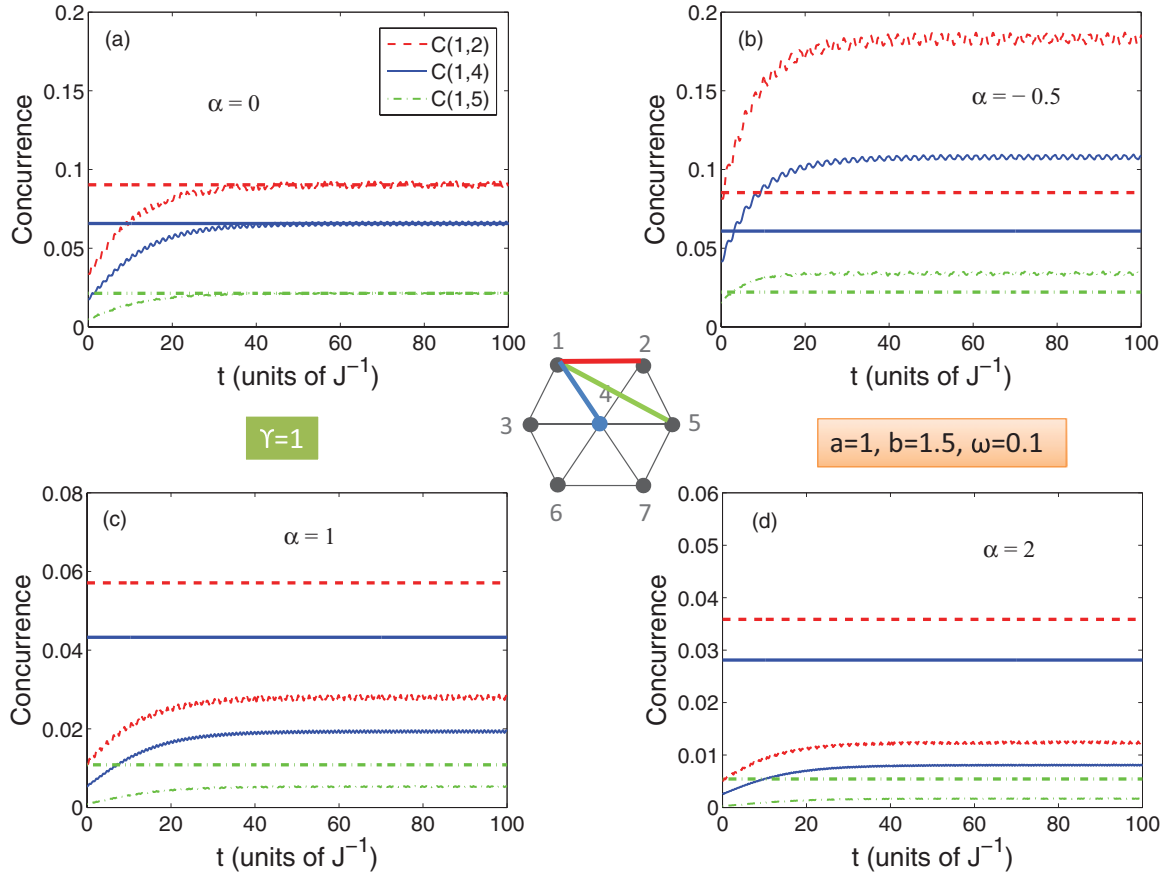 (a)
C(1,2)
C(1,4)
C(1,5)
α = 0
0.2
0.15
0.1
0.05
0
Concurrence
0 20 40 60 80 100
t (units of J⁻¹)
(b)
α = − 0.5
0.2
0.15
0.1
0.05
0
Concurrence
0 20 40 60 80 100
t (units of J⁻¹)
1 2
4
3 5
6 7
ϒ=1
a=1, b=1.5, ω=0.1
(c)
α = 1
0.08
0.06
0.04
0.02
0
Concurrence
0 20 40 60 80 100
t (units of J⁻¹)
(d)
α = 2
0.06
0.05
0.04
0.03
0.02
0.01
0
Concurrence
0 20 40 60 80 100
t (units of J⁻¹)